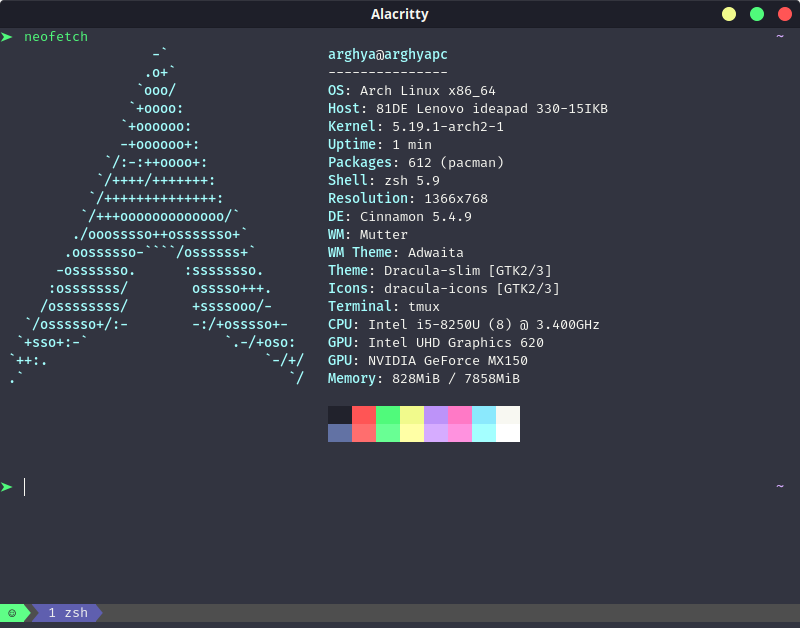 Alacritty
➤ neofetch ~
-`
.o+`
`ooo/
`+oooo:
`+oooooo:
-+oooooo+:
`/:-:++oooo+:
`/++++/+++++++:
`/++++++++++++++:
`/+++ooooooooooooo/`
./ooosssso++osssssso+`
.oossssso-````/ossssss+`
-osssssso. :ssssssso.
:osssssss/ osssso+++.
/ossssssss/ +ssssooo/-
`/ossssso+/:- -:/+osssso+-
`+sso+:-` `.-/+oso:
`++:. `-/+/
.` `/
arghya@arghyapc
---------------
OS: Arch Linux x86_64
Host: 81DE Lenovo ideapad 330-15IKB
Kernel: 5.19.1-arch2-1
Uptime: 1 min
Packages: 612 (pacman)
Shell: zsh 5.9
Resolution: 1366x768
DE: Cinnamon 5.4.9
WM: Mutter
WM Theme: Adwaita
Theme: Dracula-slim [GTK2/3]
Icons: dracula-icons [GTK2/3]
Terminal: tmux
CPU: Intel i5-8250U (8) @ 3.400GHz
GPU: Intel UHD Graphics 620
GPU: NVIDIA GeForce MX150
Memory: 828MiB / 7858MiB
➤ ~
☺ 1 zsh